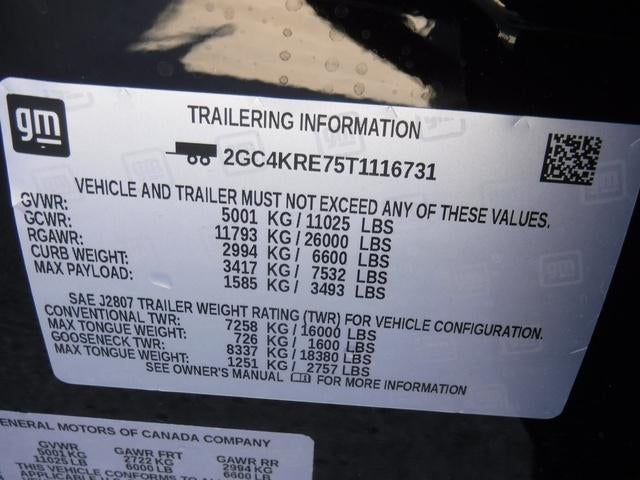 gm
TRAILERING INFORMATION
2GC4KRE75T1116731
VEHICLE AND TRAILER MUST NOT EXCEED ANY OF THESE VALUES.
GVWR: 5001 KG / 11025 LBS
GCWR: 11793 KG / 26000 LBS
RGAWR: 2994 KG / 6600 LBS
CURB WEIGHT: 3417 KG / 7532 LBS
MAX PAYLOAD: 1585 KG / 3493 LBS
SAE J2807 TRAILER WEIGHT RATING (TWR) FOR VEHICLE CONFIGURATION.
CONVENTIONAL TWR: 7258 KG / 16000 LBS
MAX TONGUE WEIGHT: 726 KG / 1600 LBS
GOOSENECK TWR: 8337 KG / 18380 LBS
MAX TONGUE WEIGHT: 1251 KG / 2757 LBS
SEE OWNER'S MANUAL FOR MORE INFORMATION
GENERAL MOTORS OF CANADA COMPANY
GVWR GAWR FRT GAWR RR
5001 KG 2722 KG 2994 KG
11025 LB 6000 LB 6600 LB
THIS VEHICLE CONFORMS TO ALL